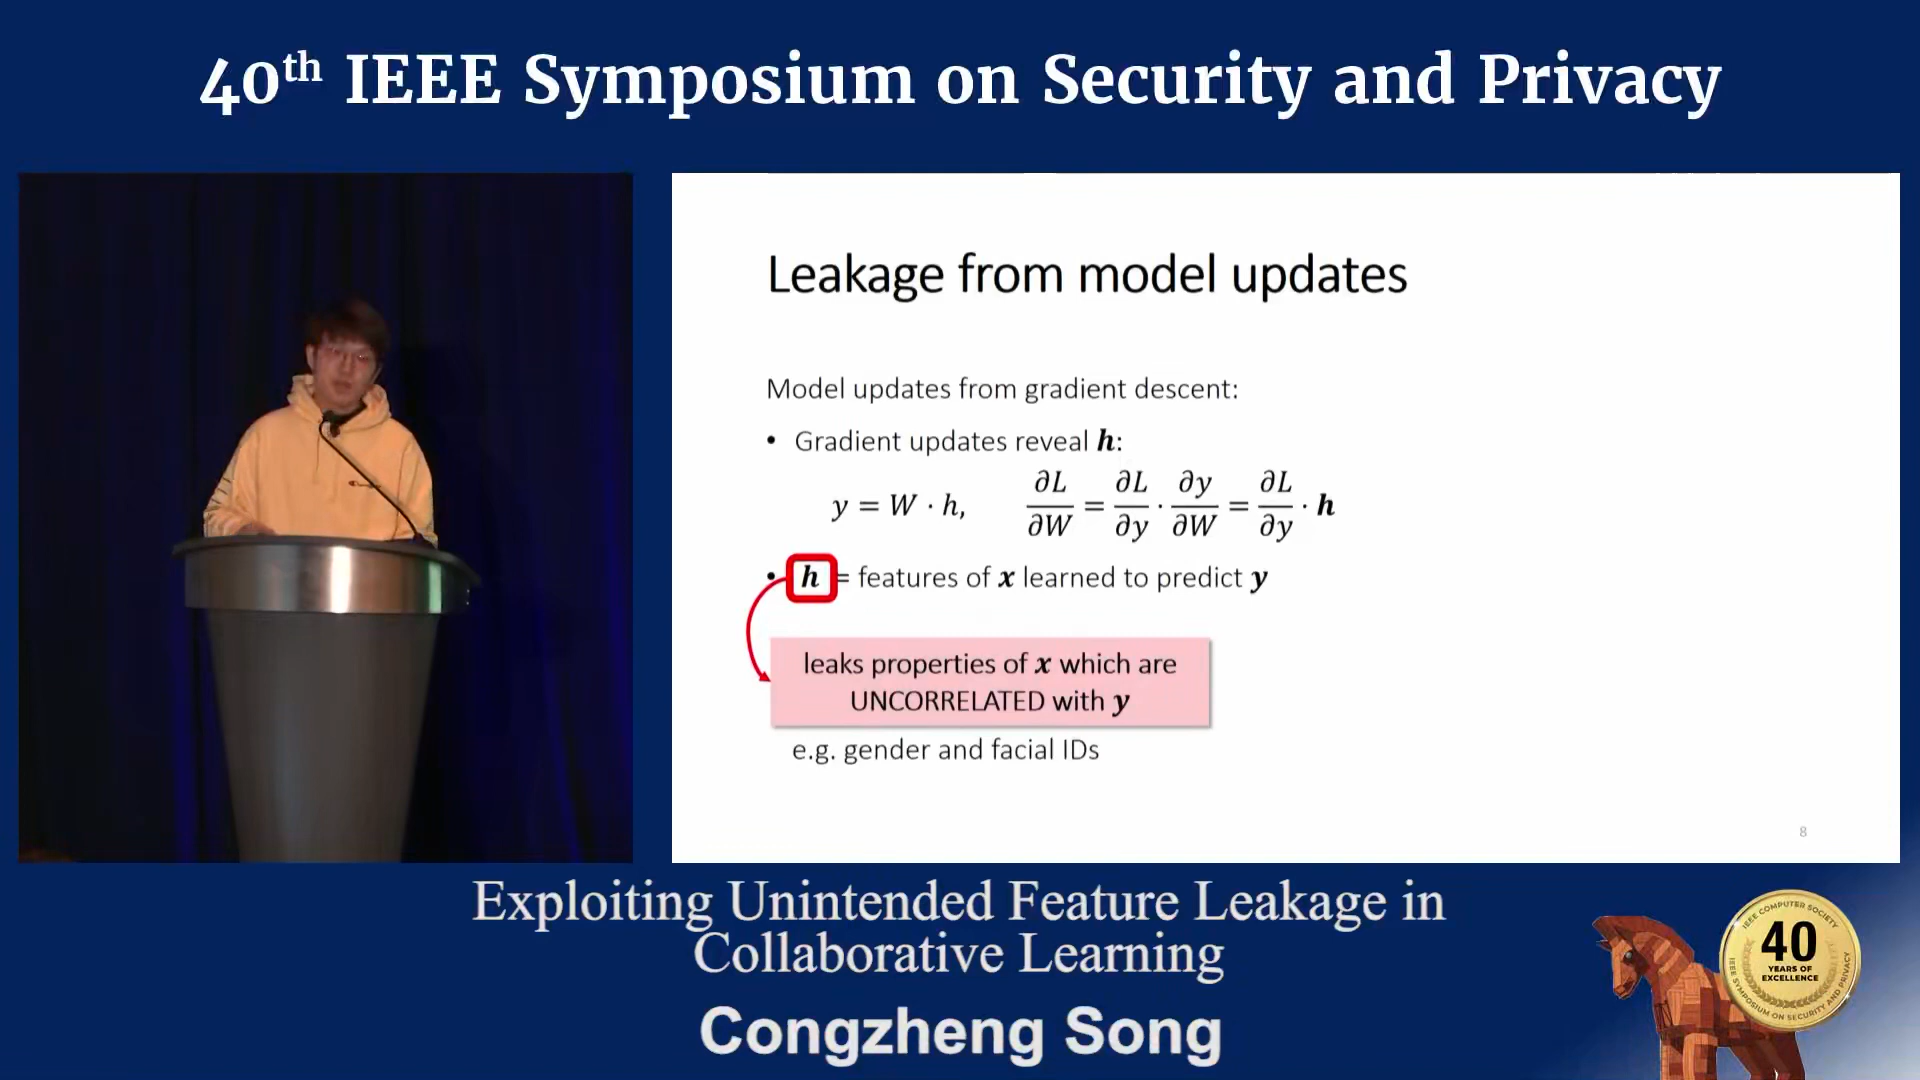 40th IEEE Symposium on Security and Privacy
Leakage from model updates
Model updates from gradient descent:
• Gradient updates reveal h:
y = W · h, ∂L/∂W = ∂L/∂y · ∂y/∂W = ∂L/∂y · h
• h = features of x learned to predict y
leaks properties of x which are
UNCORRELATED with y
e.g. gender and facial IDs
8
Exploiting Unintended Feature Leakage in
Collaborative Learning
Congzheng Song
IEEE COMPUTER SOCIETY
40
YEARS OF
EXCELLENCE
IEEE SYMPOSIUM ON SECURITY AND PRIVACY